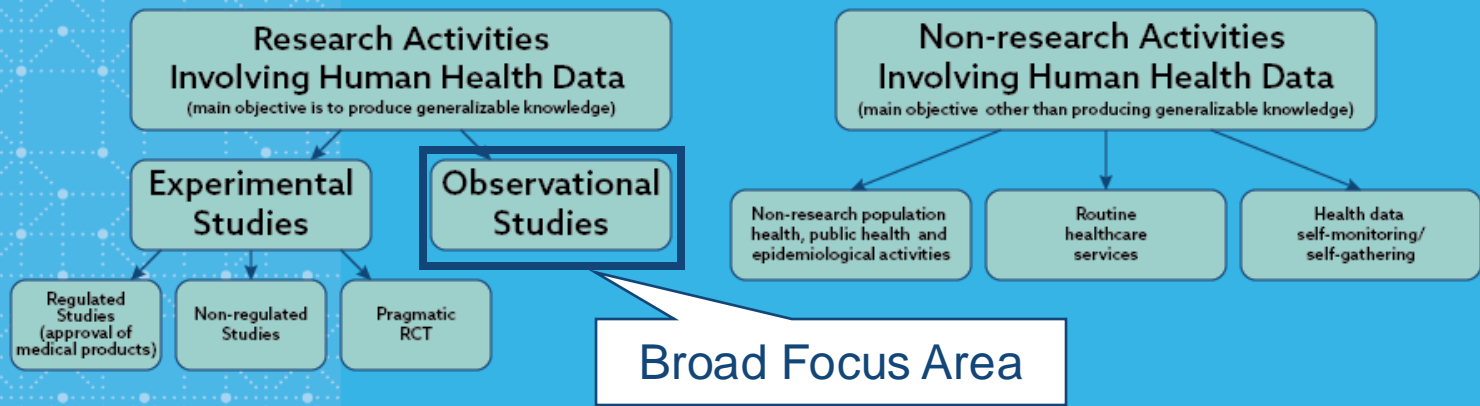 Research Activities
Involving Human Health Data
(main objective is to produce generalizable knowledge)
Non-research Activities
Involving Human Health Data
(main objective other than producing generalizable knowledge)
Experimental
Studies
Observational
Studies
Non-research population
health, public health and
epidemiological activities
Routine
healthcare
services
Health data
self-monitoring/
self-gathering
Regulated
Studies
(approval of
medical products)
Non-regulated
Studies
Pragmatic
RCT
Broad Focus Area